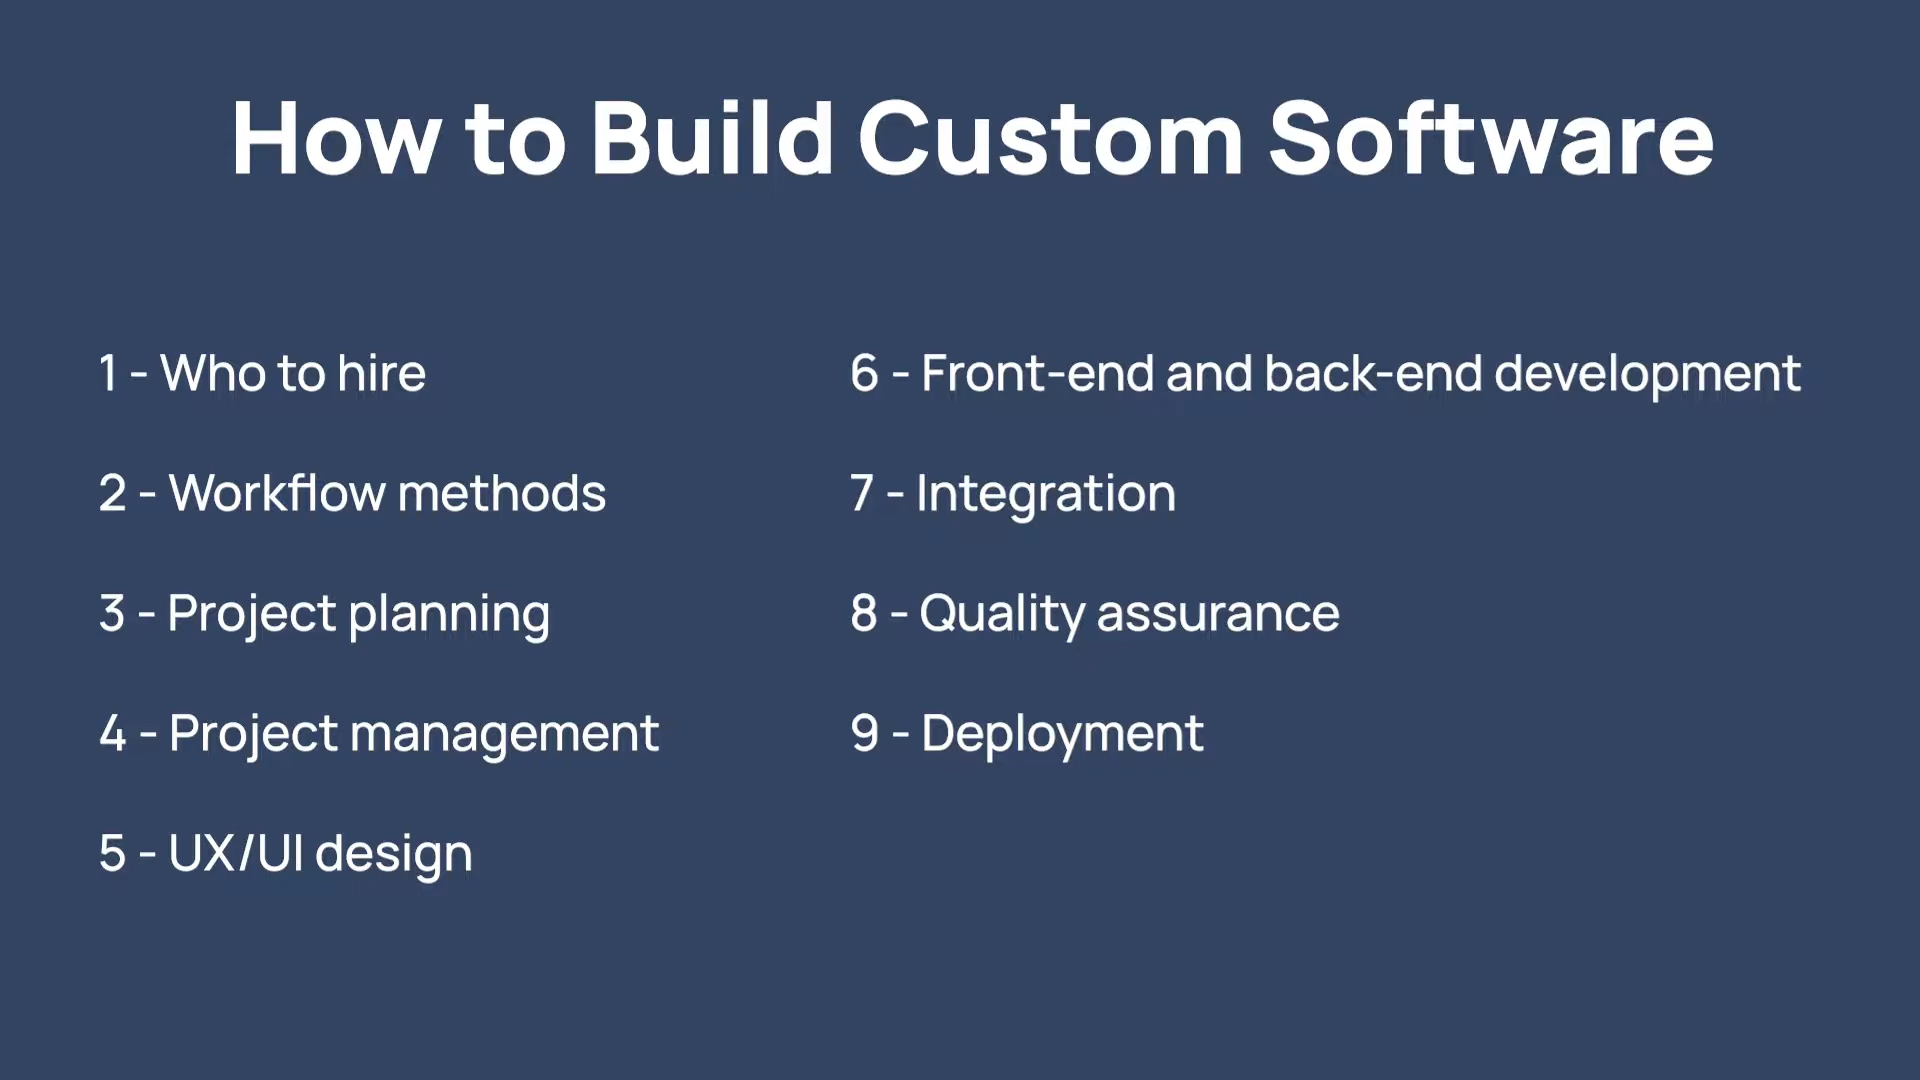 How to Build Custom Software
1 - Who to hire
2 - Workflow methods
3 - Project planning
4 - Project management
5 - UX/UI design
6 - Front-end and back-end development
7 - Integration
8 - Quality assurance
9 - Deployment